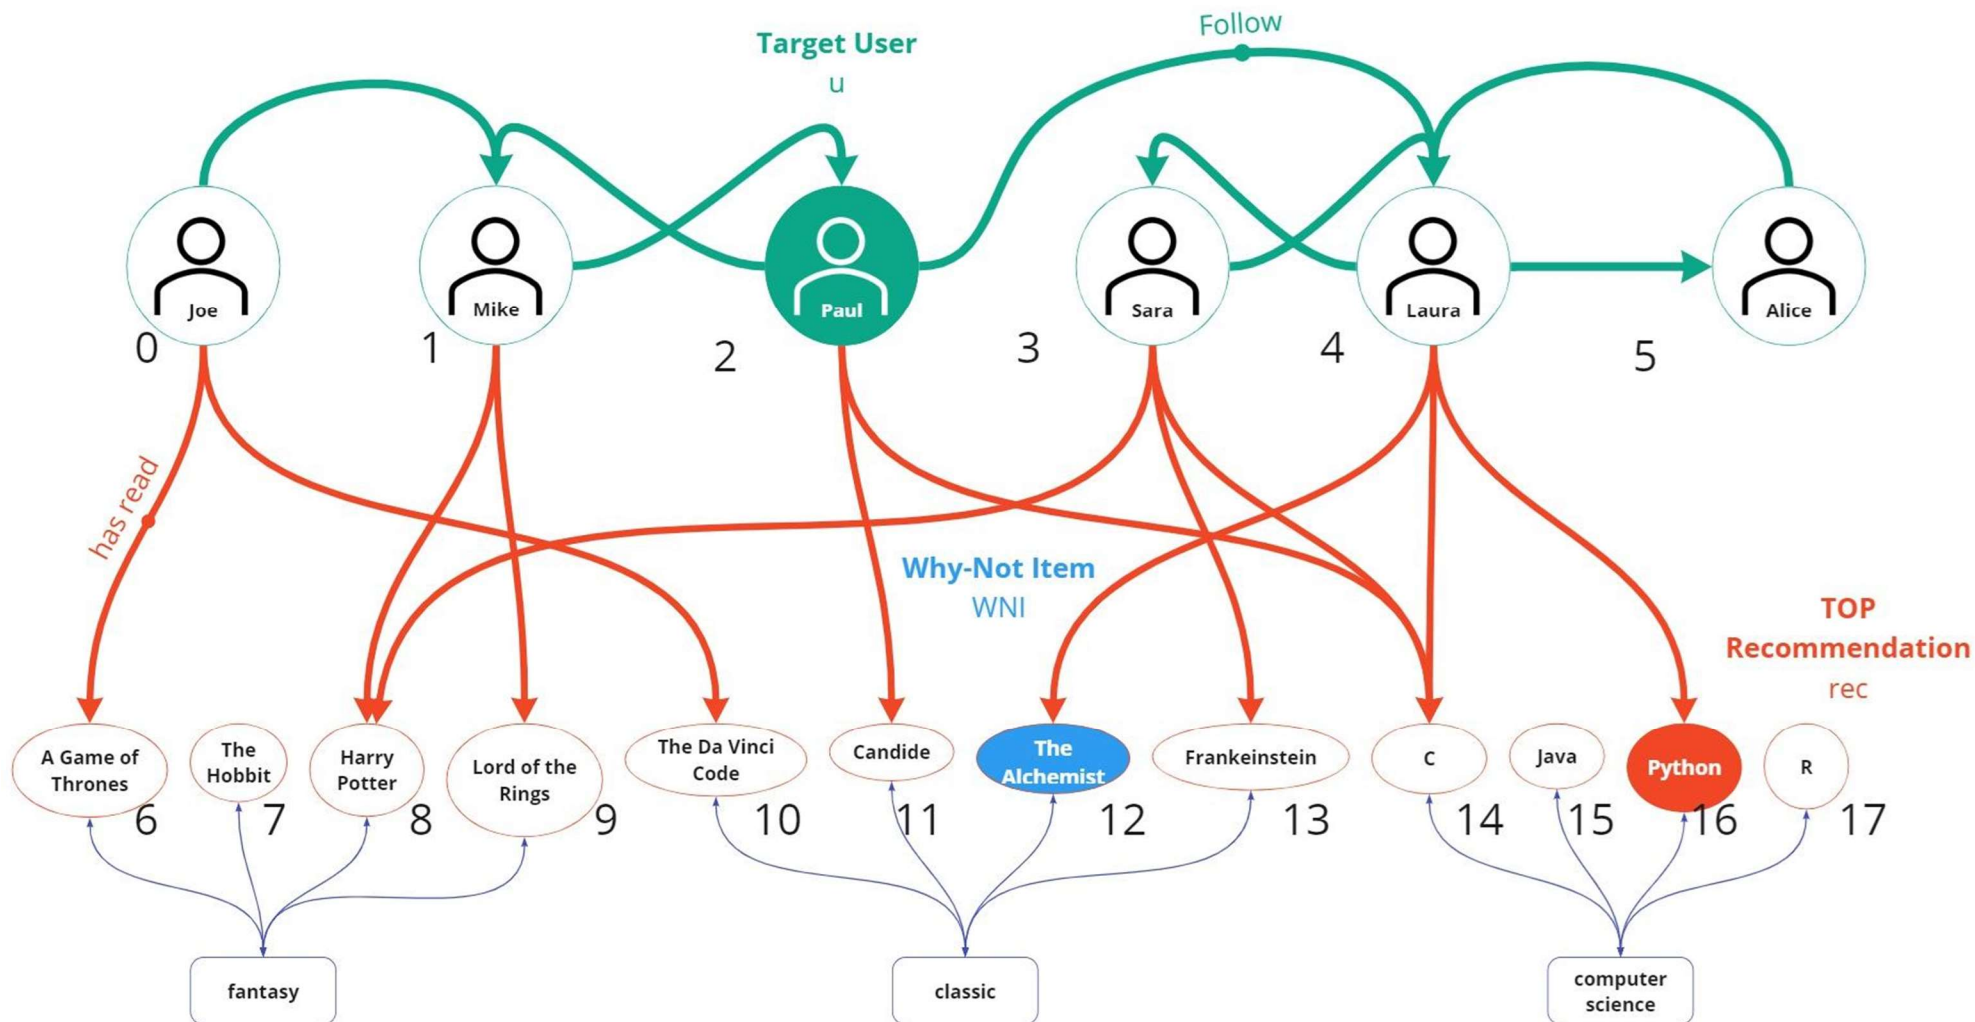 Target User
u
Follow
Joe
Mike
Paul
Sara
Laura
Alice
0
1
2
3
4
5
has read
Why-Not Item
WNI
TOP
Recommendation
rec
A Game of
Thrones
The
Hobbit
Harry
Potter
Lord of the
Rings
The Da Vinci
Code
Candide
The
Alchemist
Frankeinstein
C
Java
Python
R
6
7
8
9
10
11
12
13
14
15
16
17
fantasy
classic
computer
science